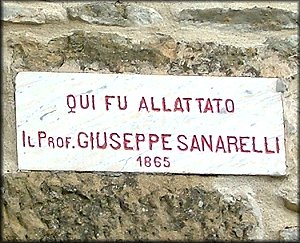 QUI FU ALLATTATO
IL PROF. GIUSEPPE SANARELLI
1865